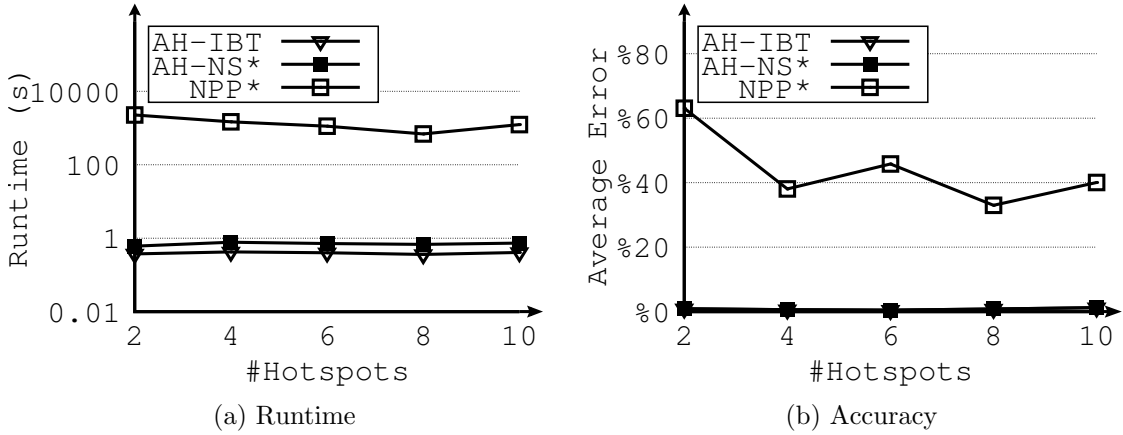 AH-IBT
AH-NS*
NPP*
Runtime (s)
10000
100
1
0.01
2 4 6 8 10
#Hotspots
(a) Runtime
AH-IBT
AH-NS*
NPP*
Average Error
%80
%60
%40
%20
%0
2 4 6 8 10
#Hotspots
(b) Accuracy